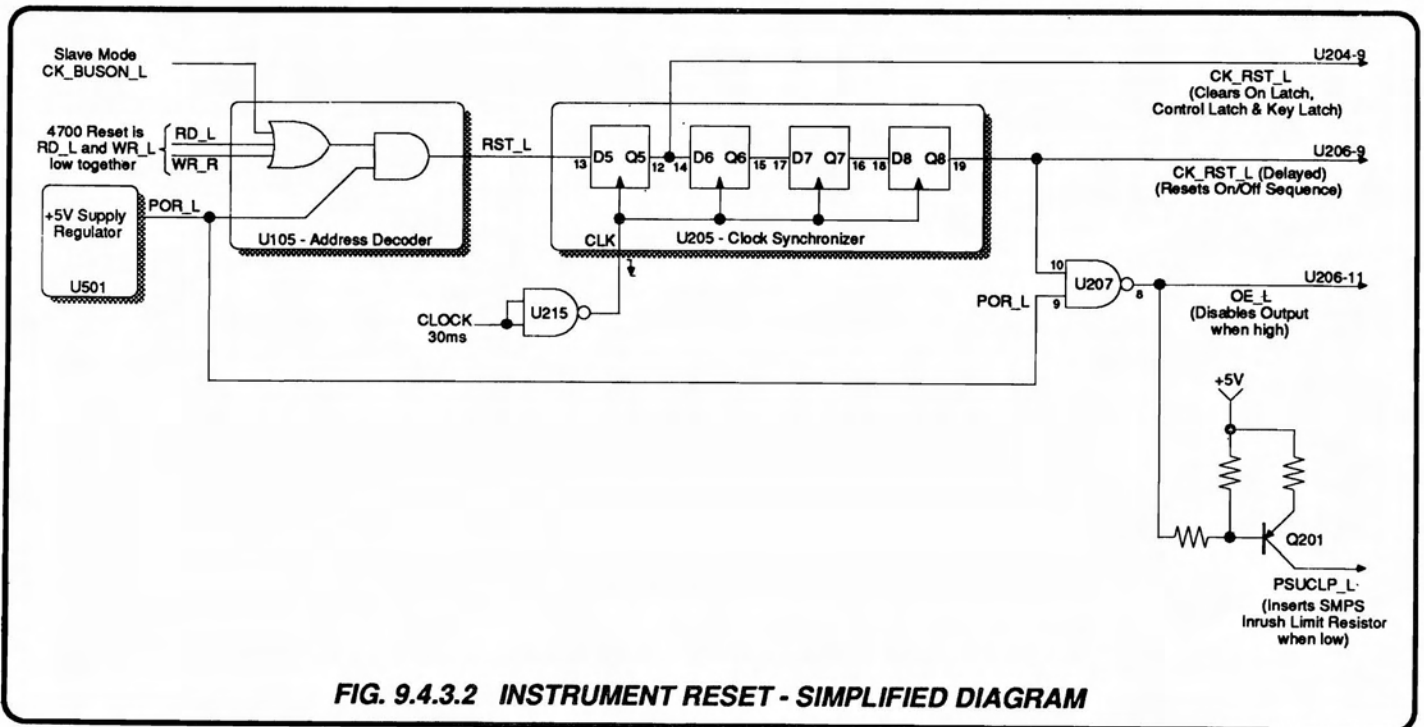 Slave Mode
CK_BUSON_L
4700 Reset is
RD_L and WR_L
low together
RD_L
WR_R
+5V Supply
Regulator
U501
POR_L
U105 - Address Decoder
RST_L
13 D5 Q5 12
14 D6 Q6 15
17 D7 Q7 16
18 D8 Q8 19
CLK
U205 - Clock Synchronizer
CLOCK
30ms
U215
U204-9
CK_RST_L
(Clears On Latch,
Control Latch & Key Latch)
U206-9
CK_RST_L (Delayed)
(Resets On/Off Sequence)
10
POR_L
9
U207
8
U206-11
OE_L
(Disables Output
when high)
+5V
Q201
PSUCLP_L
(Inserts SMPS
Inrush Limit Resistor
when low)
FIG. 9.4.3.2 INSTRUMENT RESET - SIMPLIFIED DIAGRAM